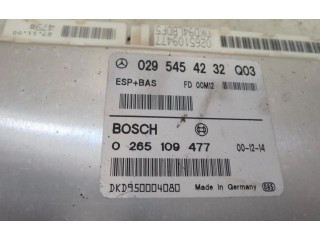 0265109477
029 545 42 32 Q03
ESP+BAS FD 00M12
BOSCH
0 265 109 477 00-12-14
DKD950004080 Made in Germany